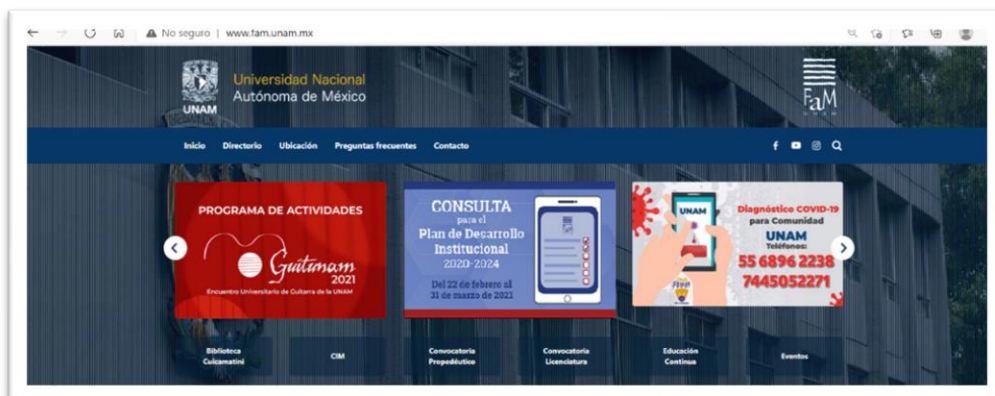 No seguro | www.fam.unam.mx
UNAM
Universidad Nacional
Autónoma de México
FaM
UNAM
Inicio Directorio Ubicación Preguntas frecuentes Contacto
PROGRAMA DE ACTIVIDADES
Guitunam
2021
Encuentro Universitario de Guitarra de la UNAM
CONSULTA
para el
Plan de Desarrollo
Institucional
2020-2024
Del 22 de febrero al
31 de marzo de 2021
UNAM
Diagnóstico COVID-19
para Comunidad
UNAM
Teléfonos:
55 6896 2238
7445052271
Biblioteca
Cuicamatini
CIM
Convocatoria
Propedéutico
Convocatoria
Licenciatura
Educación
Continua
Eventos